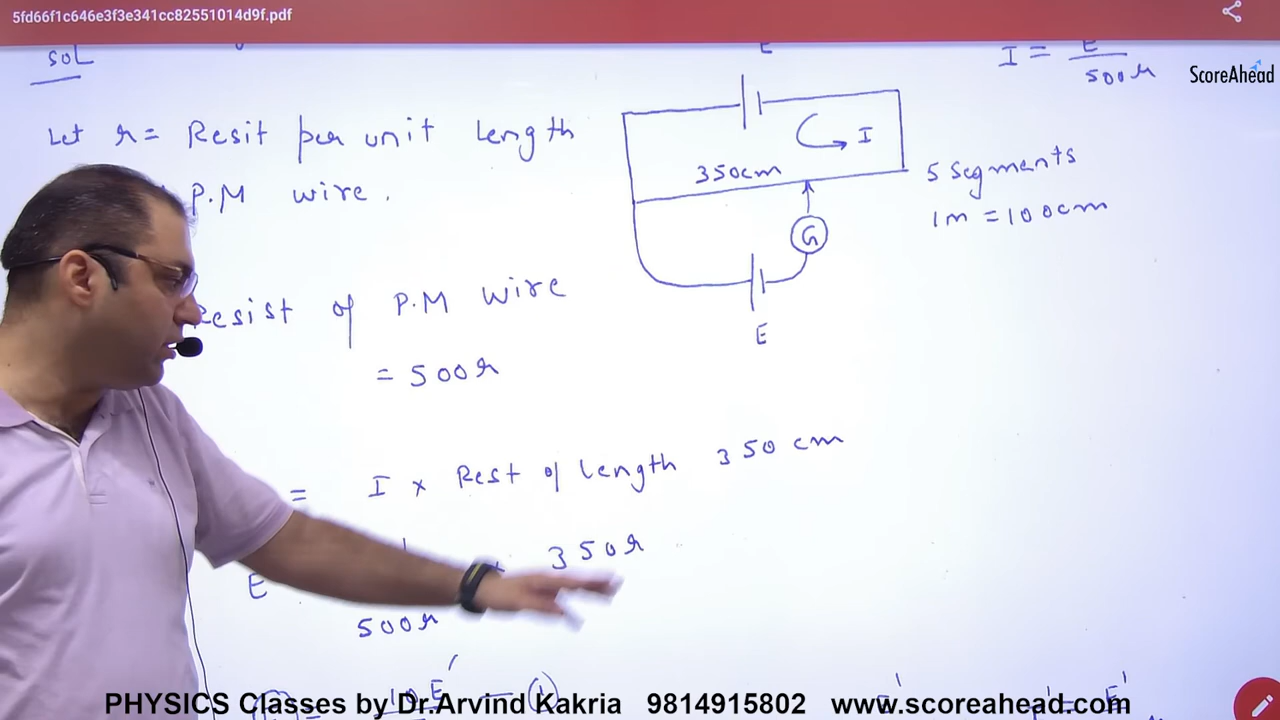 5fd66f1c646e3f3e341cc82551014d9f.pdf
SOL
I = E
500r
ScoreAhead
Let r = Resit per unit length
P.M wire.
I
350cm
G
E
5 Segments
1m = 100cm
Resist of P.M wire
= 500r
= I × Rest of length 350 cm
E
500r
350r
PHYSICS Classes by Dr.Arvind Kakria 9814915802 www.scoreahead.com